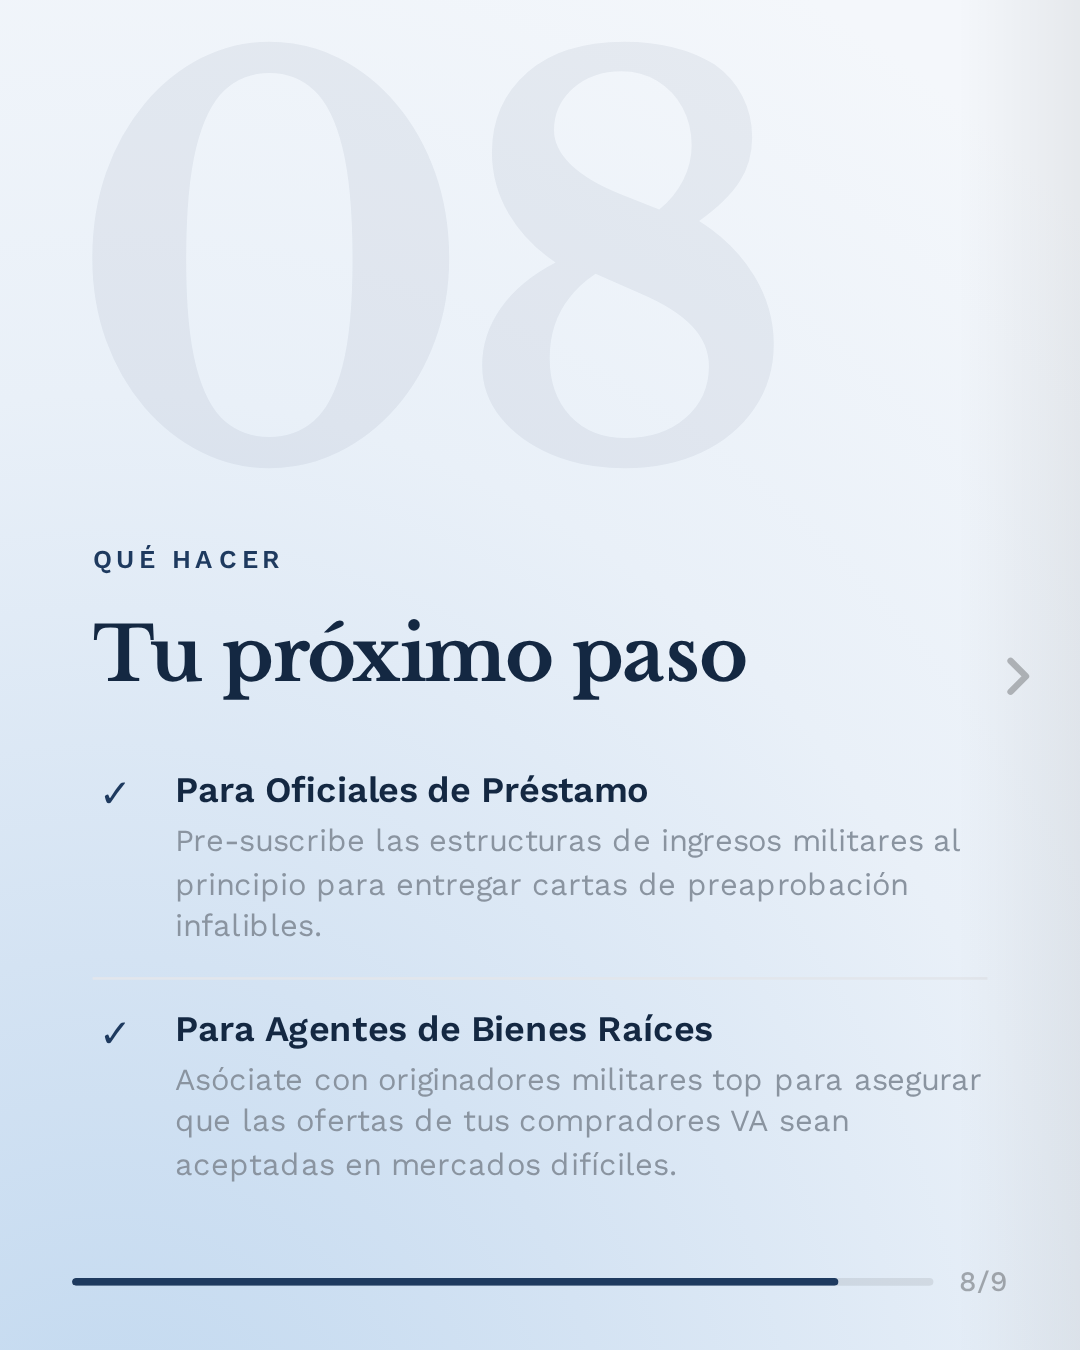 08
QUÉ HACER
Tu próximo paso
✓ Para Oficiales de Préstamo
Pre-suscribe las estructuras de ingresos militares al
principio para entregar cartas de preaprobación
infalibles.
✓ Para Agentes de Bienes Raíces
Asóciate con originadores militares top para asegurar
que las ofertas de tus compradores VA sean
aceptadas en mercados difíciles.
8/9